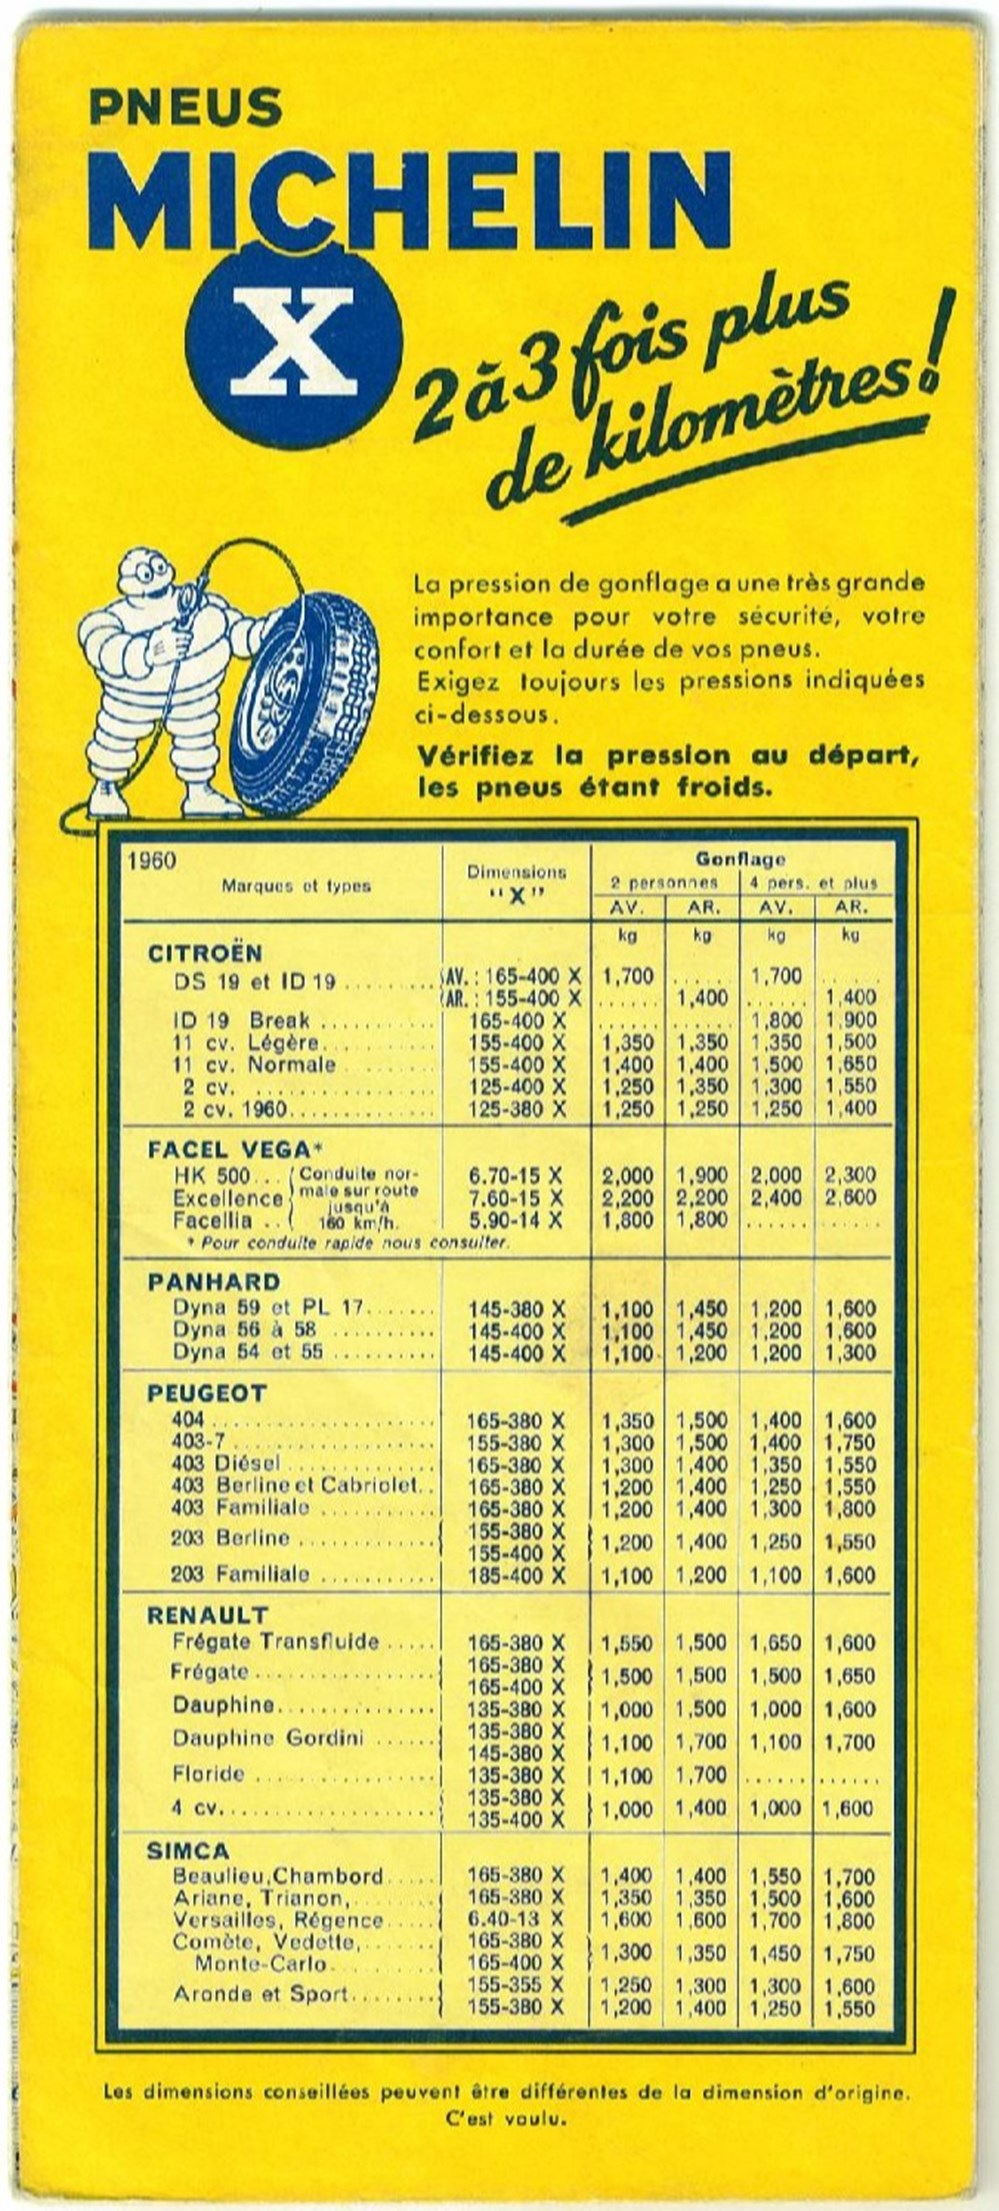 PNEUS
MICHELIN
X
2 à 3 fois plus
de kilomètres!
La pression de gonflage a une très grande
importance pour votre sécurité, votre
confort et la durée de vos pneus.
Exigez toujours les pressions indiquées
ci-dessous.
Vérifiez la pression au départ,
les pneus étant froids.
1960 Marques et types Dimensions "X" Gonflage
2 personnes 4 pers. et plus
AV. AR. AV. AR.
kg kg kg kg
CITROËN
DS 19 et ID 19 ......... AV. : 165-400 X 1,700 ...... 1,700 ......
AR. : 155-400 X ...... 1,400 ...... 1,400
ID 19 Break ........... 165-400 X ...... ...... 1,800 1,900
11 cv. Légère........... 155-400 X 1,350 1,350 1,350 1,500
11 cv. Normale ......... 155-400 X 1,400 1,400 1,500 1,650
2 cv. ................. 125-400 X 1,250 1,350 1,300 1,550
2 cv. 1960.............. 125-380 X 1,250 1,250 1,250 1,400
FACEL VEGA*
HK 500... 6.70-15 X 2,000 1,900 2,000 2,300
Excellence 7.60-15 X 2,200 2,200 2,400 2,600
Facellia .. 5.90-14 X 1,800 1,800 ...... ......
Conduite nor-
male sur route
jusqu'à
160 km/h.
* Pour conduite rapide nous consulter.
PANHARD
Dyna 59 et PL 17....... 145-380 X 1,100 1,450 1,200 1,600
Dyna 56 à 58 .......... 145-400 X 1,100 1,450 1,200 1,600
Dyna 54 et 55 .......... 145-400 X 1,100 1,200 1,200 1,300
PEUGEOT
404 ..................... 165-380 X 1,350 1,500 1,400 1,600
403-7 ................... 155-380 X 1,300 1,500 1,400 1,750
403 Diésel .............. 165-380 X 1,300 1,400 1,350 1,550
403 Berline et Cabriolet.. 165-380 X 1,200 1,400 1,250 1,550
403 Familiale ........... 165-380 X 1,200 1,400 1,300 1,800
203 Berline ............. 155-380 X
155-400 X 1,200 1,400 1,250 1,550
203 Familiale ........... 185-400 X 1,100 1,200 1,100 1,600
RENAULT
Frégate Transfluide ..... 165-380 X 1,550 1,500 1,650 1,600
Frégate ................. 165-380 X
165-400 X 1,500 1,500 1,500 1,650
Dauphine............... 135-380 X 1,000 1,500 1,000 1,600
Dauphine Gordini ...... 135-380 X
145-380 X 1,100 1,700 1,100 1,700
Floride ................. 135-380 X 1,100 1,700 ...... ......
4 cv.................... 135-380 X
135-400 X 1,000 1,400 1,000 1,600
SIMCA
Beaulieu, Chambord ..... 165-380 X 1,400 1,400 1,550 1,700
Ariane, Trianon,........ 165-380 X 1,350 1,350 1,500 1,600
Versailles, Régence ..... 6.40-13 X 1,600 1,600 1,700 1,800
Comète, Vedette,....... 165-380 X
Monte-Carlo........... 165-400 X 1,300 1,350 1,450 1,750
Aronde et Sport........ 155-355 X 1,250 1,300 1,300 1,600
155-380 X 1,200 1,400 1,250 1,550
Les dimensions conseillées peuvent être différentes de la dimension d'origine.
C'est voulu.